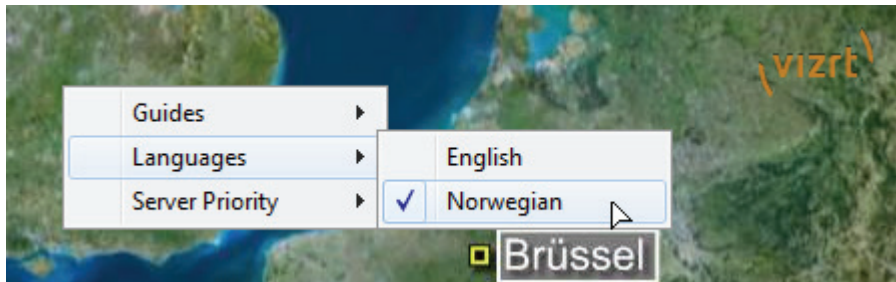 vizrt
Guides
Languages
English
Server Priority
Norwegian
Brüssel